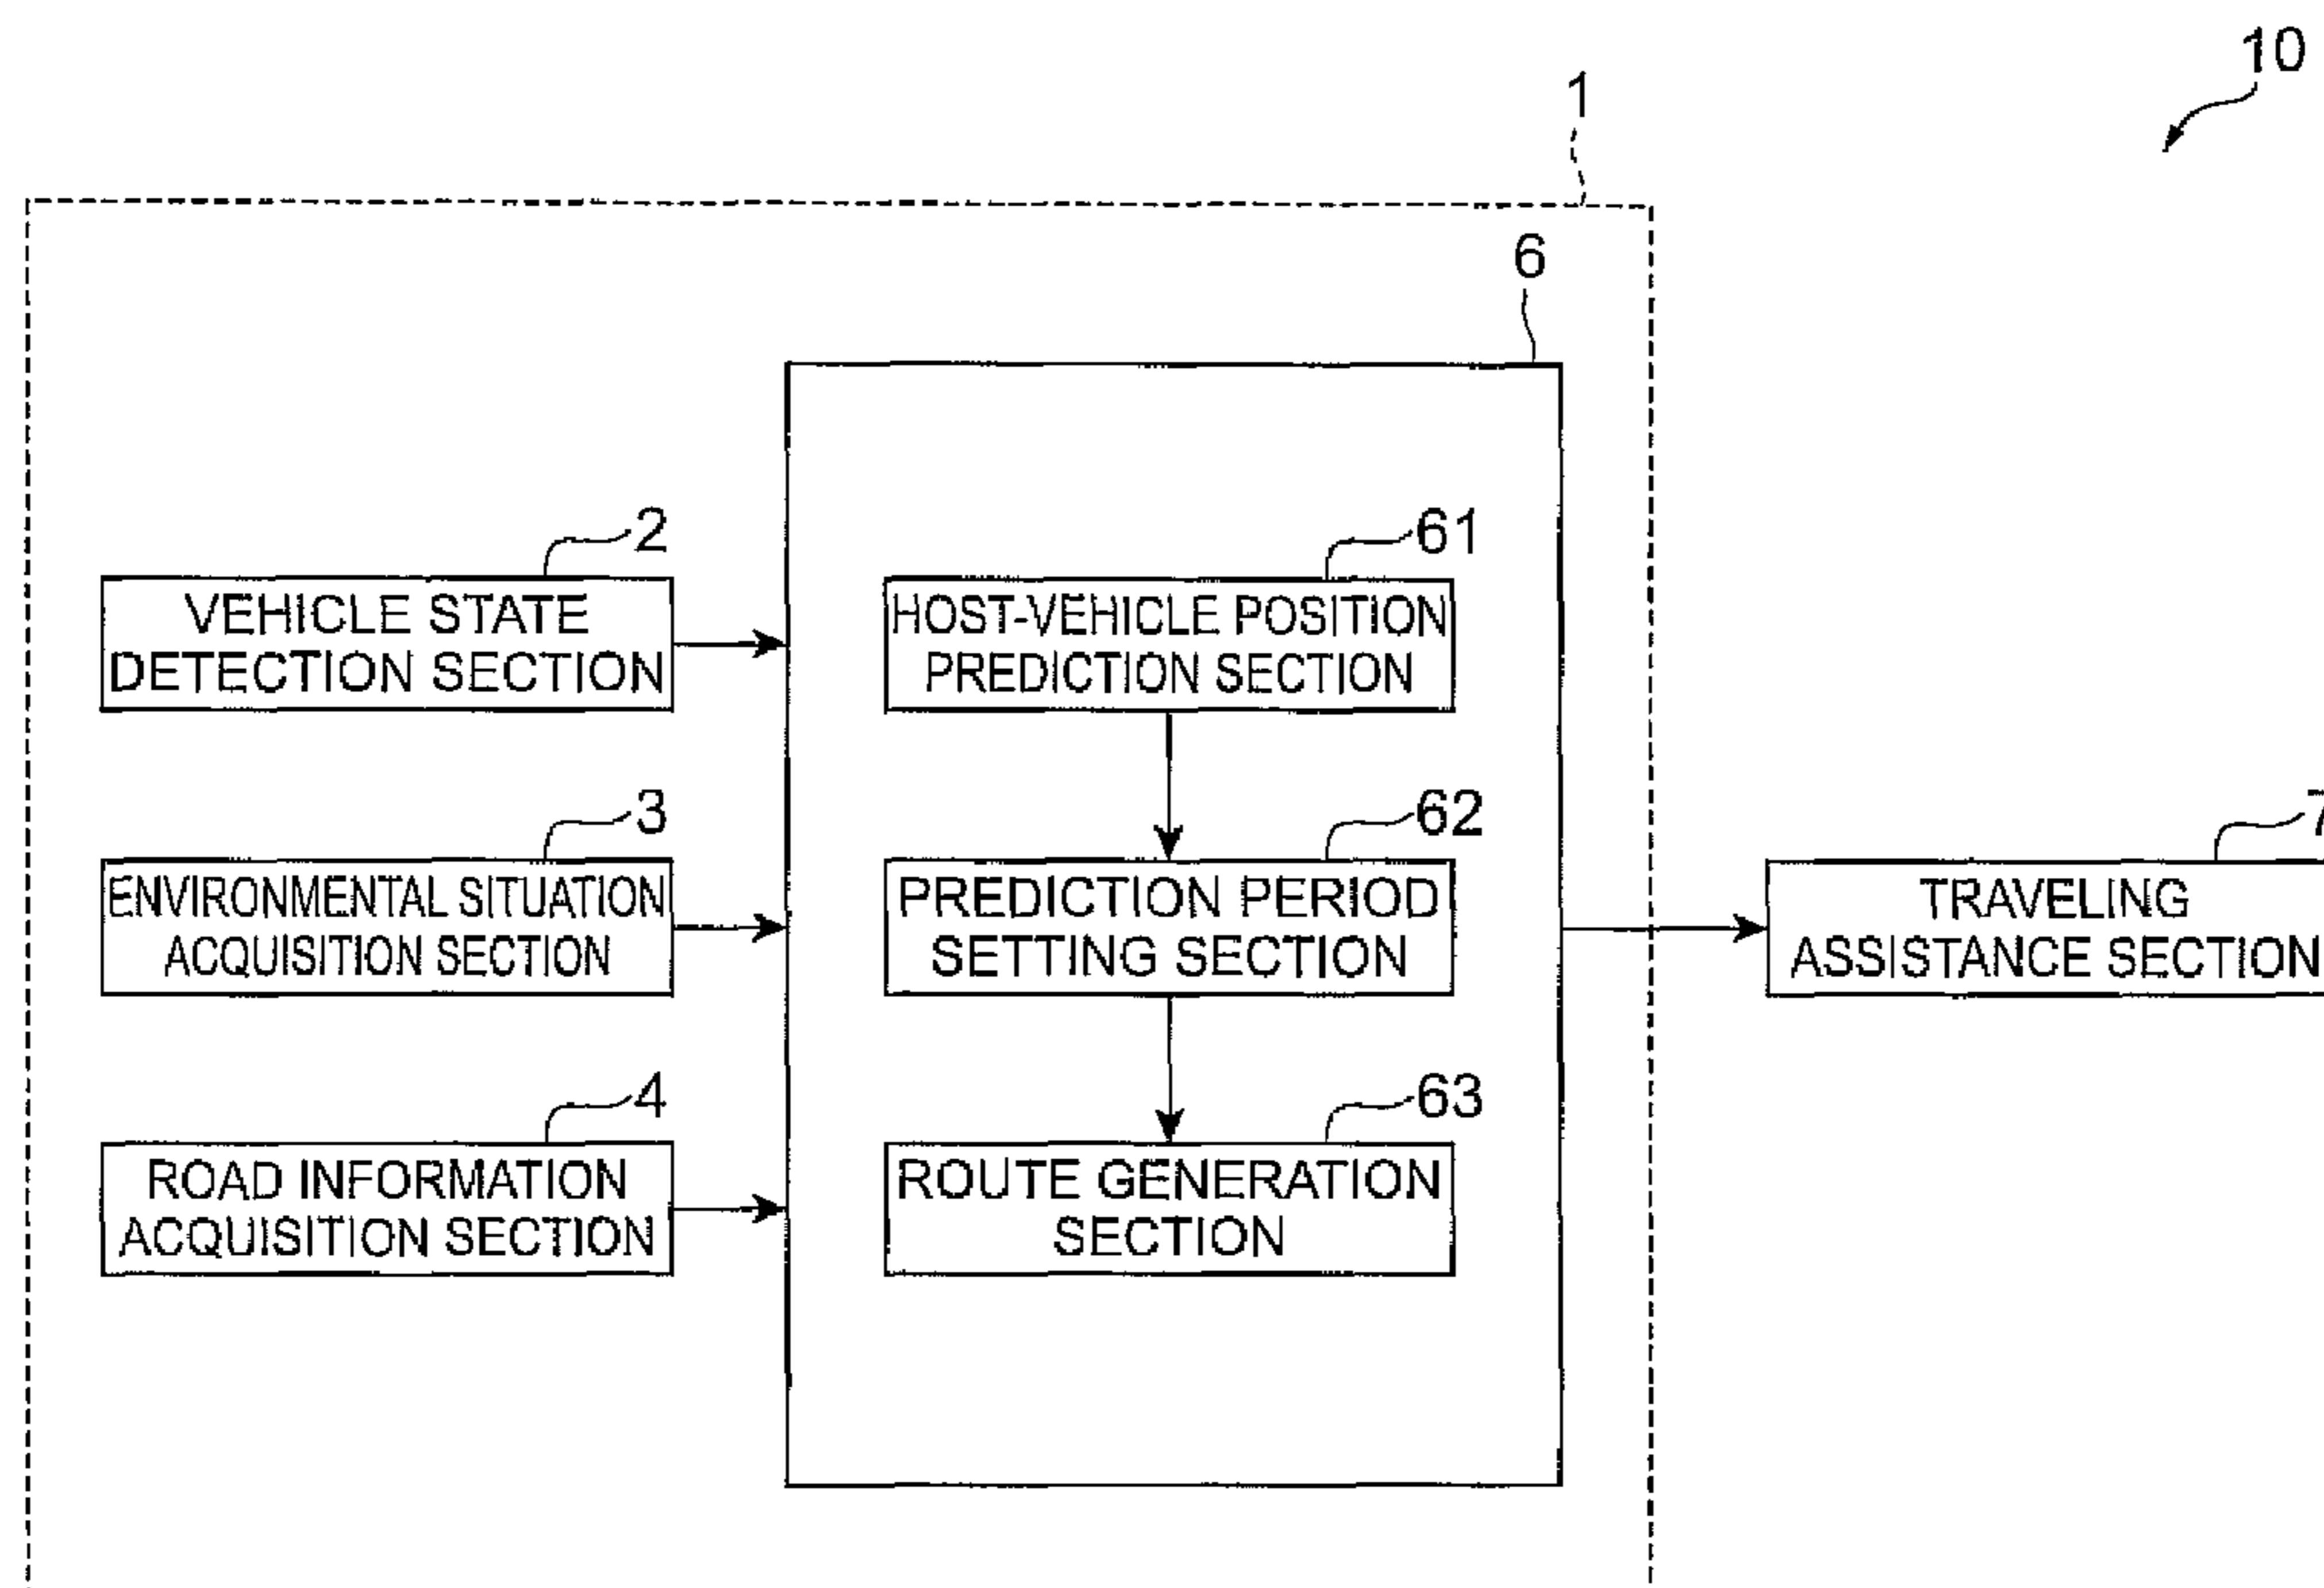 10
1
6
2
VEHICLE STATE
DETECTION SECTION
61
HOST-VEHICLE POSITION
PREDICTION SECTION
3
ENVIRONMENTAL SITUATION
ACQUISITION SECTION
62
PREDICTION PERIOD
SETTING SECTION
7
TRAVELING
ASSISTANCE SECTION
4
ROAD INFORMATION
ACQUISITION SECTION
63
ROUTE GENERATION
SECTION